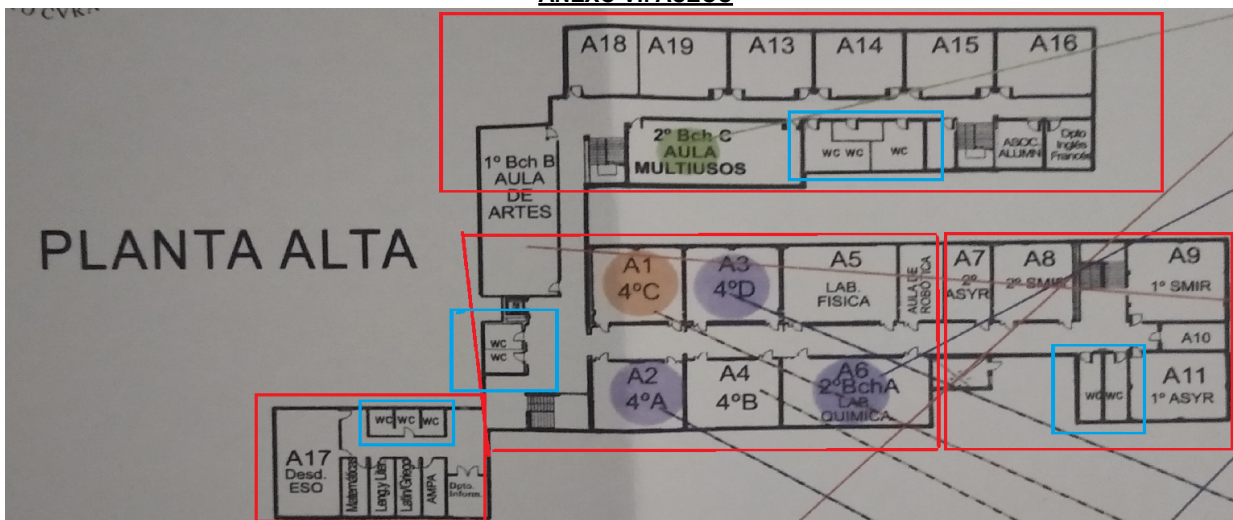 ANEXO VI: ASEOS
A18
A19
A13
A14
A15
A16
2º Bch C
AULA
MULTIUSOS
WC WC
WC
ASOC.
ALUMN
Dpto
Inglés
Francés
1º Bch B
AULA
DE
ARTES
PLANTA ALTA
A1
4ºC
A3
4ºD
A5
LAB.
FISICA
AULA DE
ROBÓTICA
A7
2º
ASYR
A8
2º SMIR
A9
1º SMIR
A10
WC
WC
A2
4ºA
A4
4ºB
A6
2ºBchA
LAB.
QUIMICA
WC WC
A11
1º ASYR
WC WC WC
A17
Desd.
ESO
Matemáticas
Leng.y Liter.
Latín/Griego
AMPA
Dpto.
Inform.